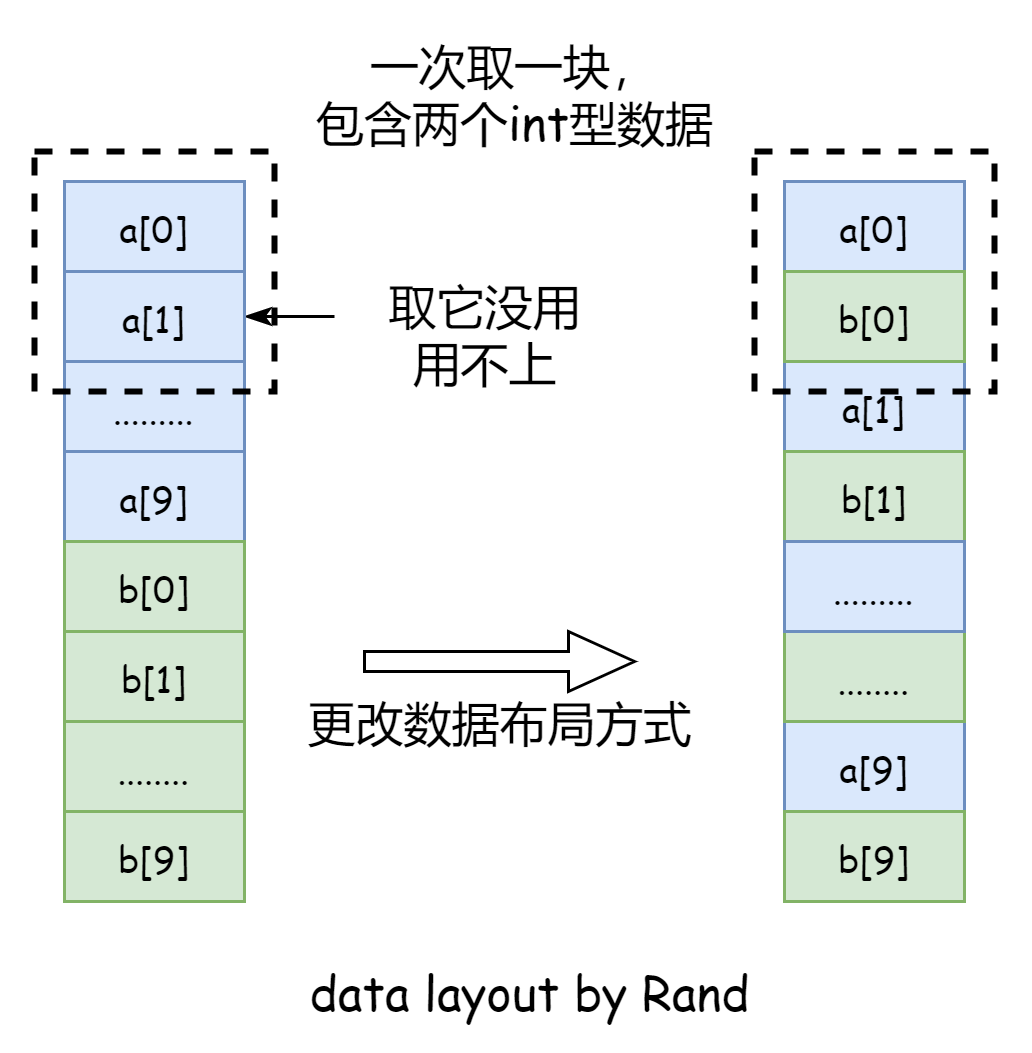 一次取一块，
包含两个int型数据
a[0]
a[1]
.........
a[9]
b[0]
b[1]
........
b[9]
取它没用
用不上
更改数据布局方式
a[0]
b[0]
a[1]
b[1]
.........
........
a[9]
b[9]
data layout by Rand